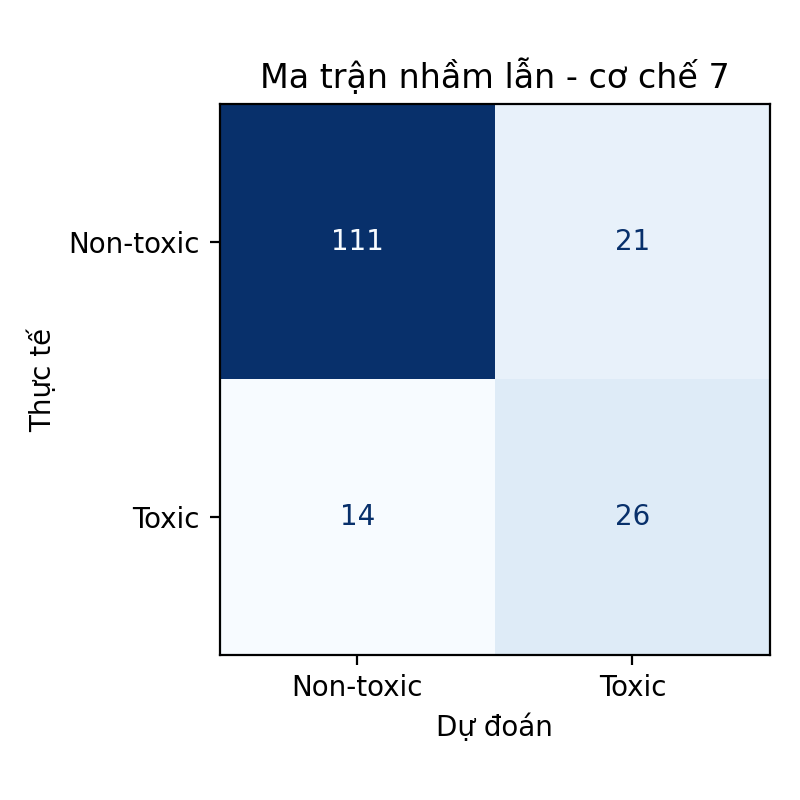 Ma trận nhầm lẫn - cơ chế 7
Non-toxic
111
21
Thực tế
Toxic
14
26
Non-toxic
Toxic
Dự đoán